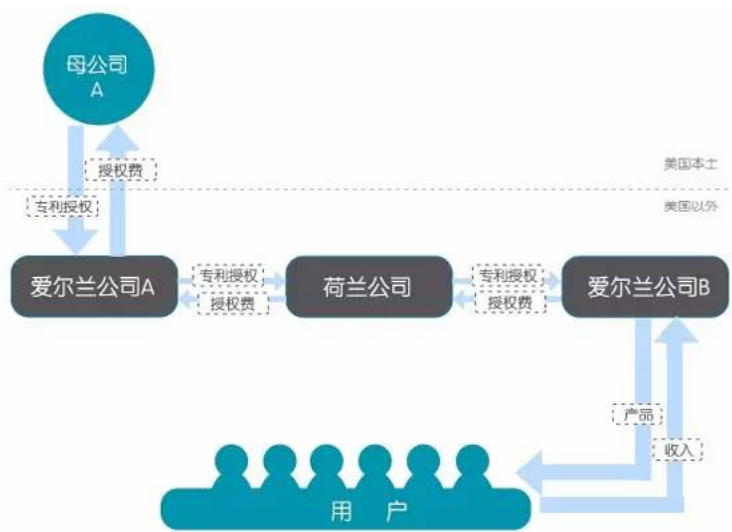 母公司
A
授权费
美国本土
专利授权
美国以外
爱尔兰公司A
专利授权
授权费
荷兰公司
专利授权
授权费
爱尔兰公司B
产品
收入
用 户